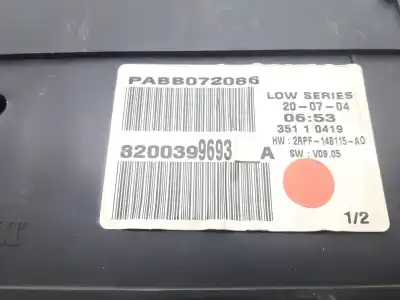 PABB072086
LOW SERIES
20-07-04
06:53
351 1 0419
HW : 2RPF-14B115-AQ
SW : V09.05
8200399693 A
1/2